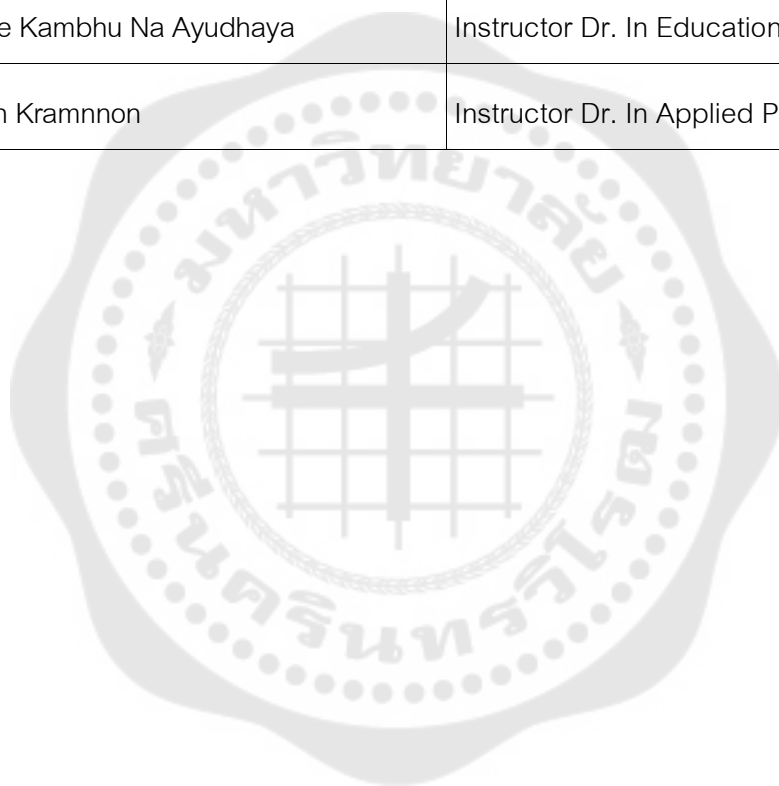 e Kambhu Na Ayudhaya Instructor Dr. In Education
Kramnnon Instructor Dr. In Applied P
มหาวิทยาลัย
ศรีนครินทรวิโรฒ